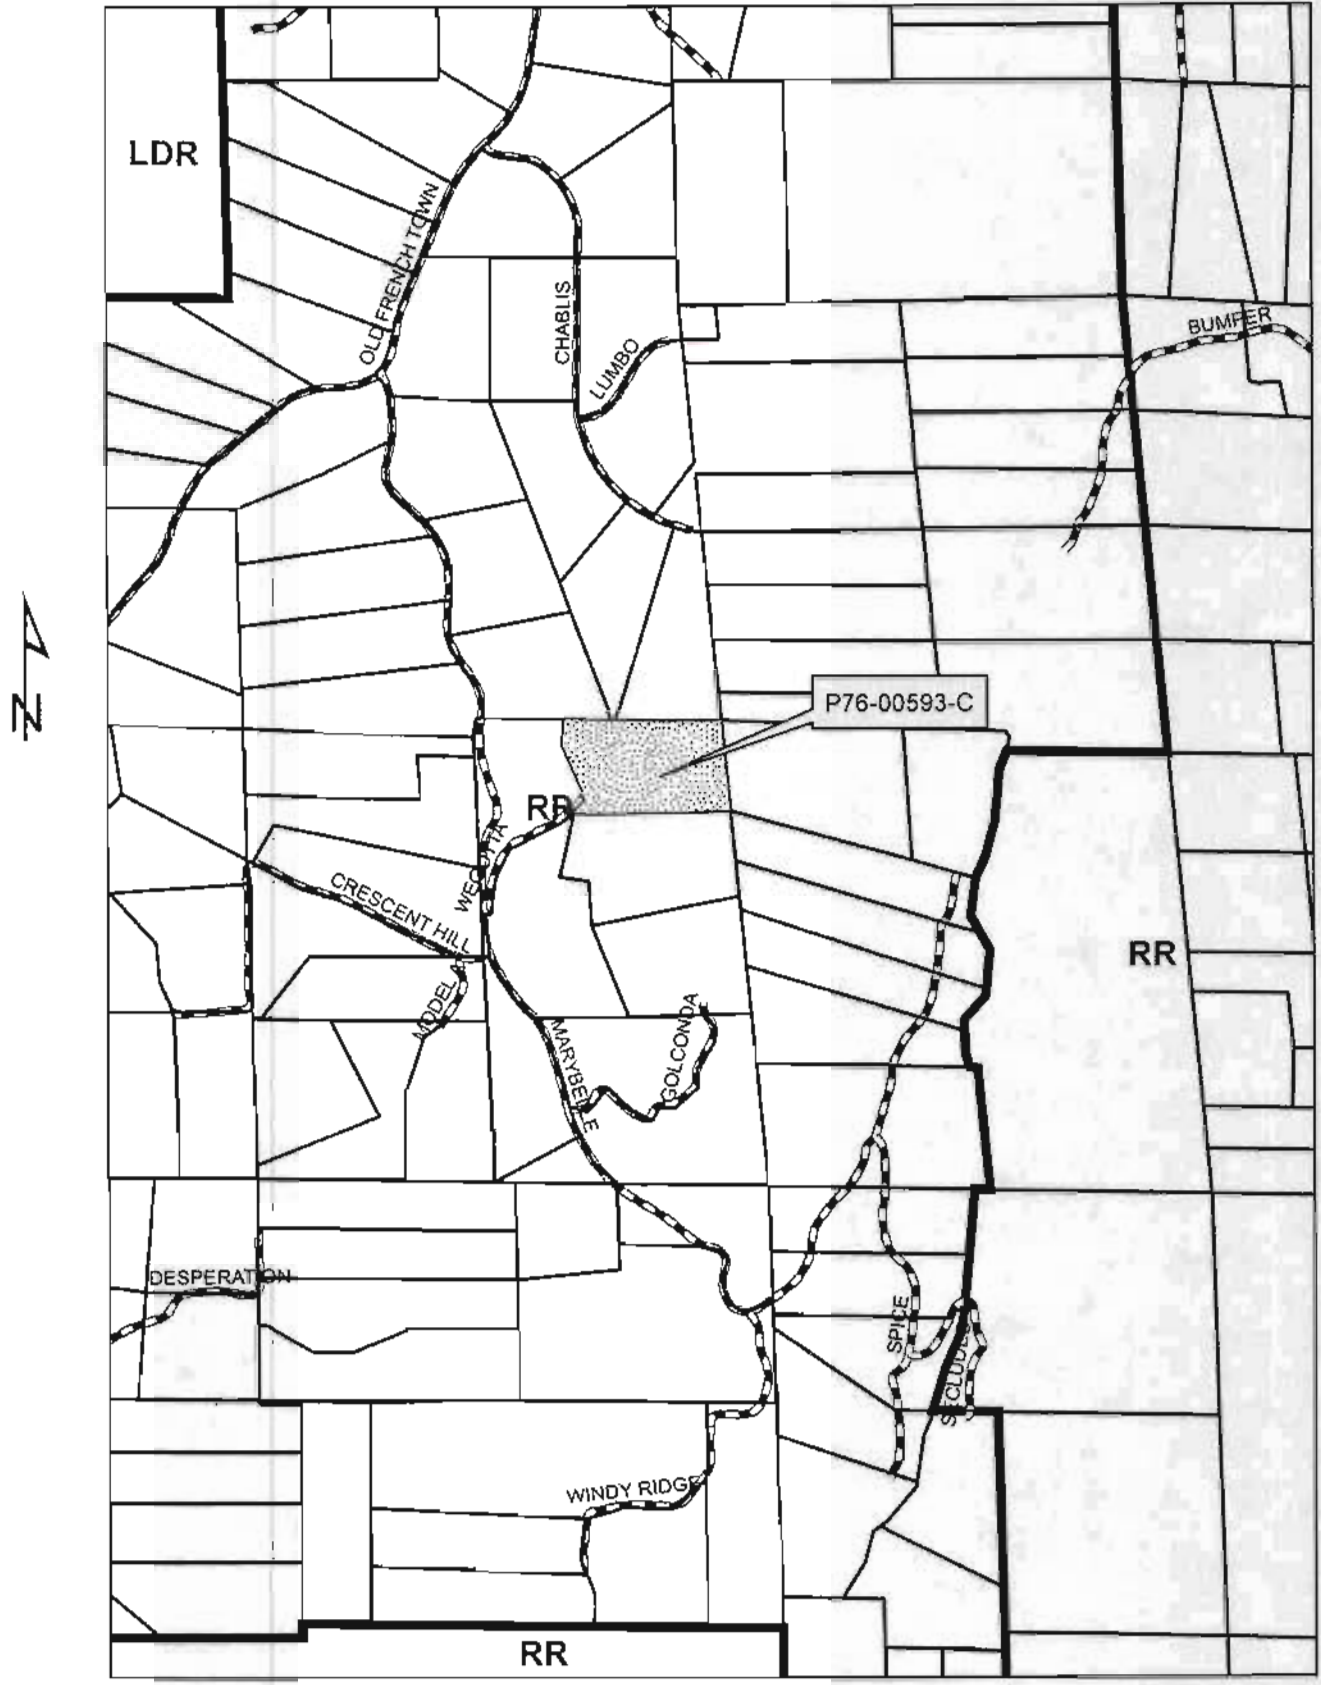 LDR
OLD FRENCH TOWN
CHABLIS
LUMBO
BUMPER
N
P76-00593-C
RR
CRESCENT HILL
MODEL A
RR
MARYBELLE
GOLCONDA
DESPERATION
SPICE
WINDY RIDGE
RR